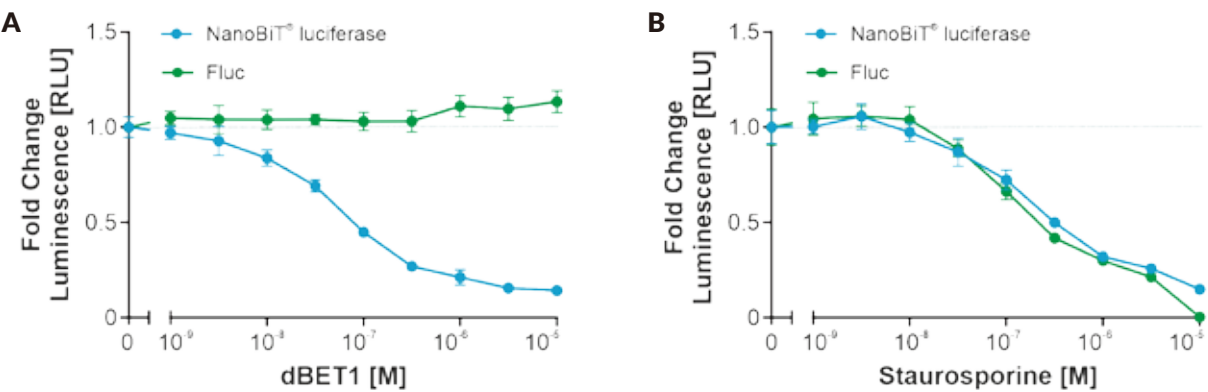 A
Fold Change
Luminescence [RLU]
1.5
1.0
0.5
0
NanoBiT® luciferase
Fluc
0 10⁻⁹ 10⁻⁸ 10⁻⁷ 10⁻⁶ 10⁻⁵
dBET1 [M]
B
Fold Change
Luminescence [RLU]
1.5
1.0
0.5
0
NanoBiT® luciferase
Fluc
0 10⁻⁹ 10⁻⁸ 10⁻⁷ 10⁻⁶ 10⁻⁵
Staurosporine [M]